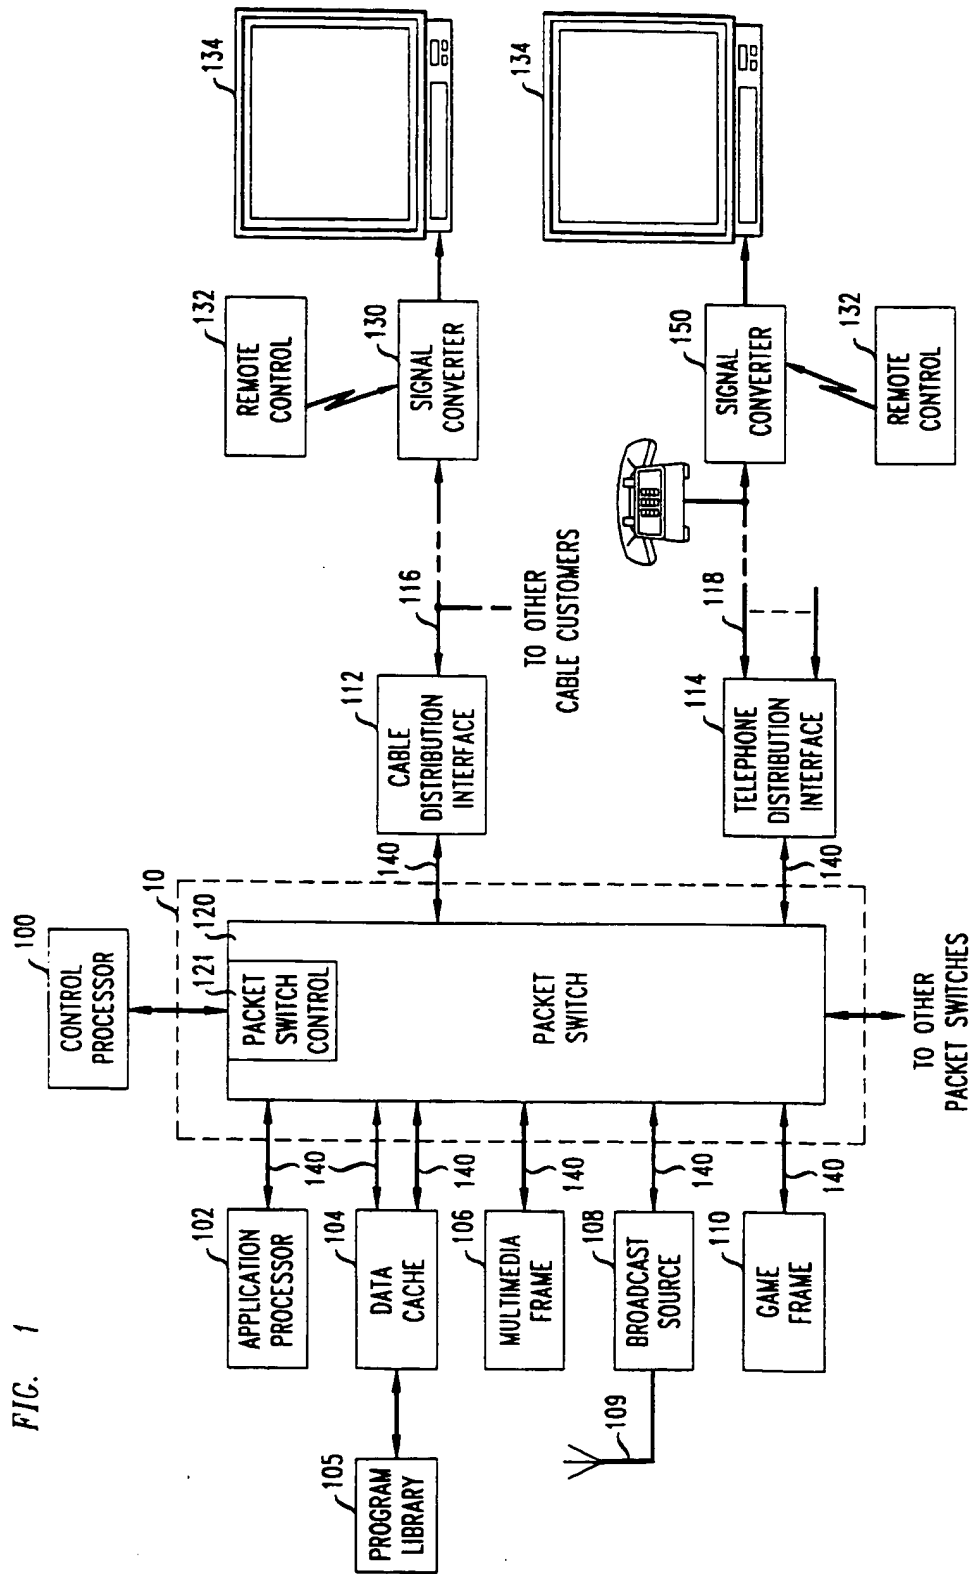 FIG. 1
100
CONTROL
PROCESSOR
10
120
121
PACKET
SWITCH
CONTROL
PACKET
SWITCH
102
APPLICATION
PROCESSOR
140
104
DATA
CACHE
140
140
105
PROGRAM
LIBRARY
106
MULTIMEDIA
FRAME
140
108
BROADCAST
SOURCE
140
109
110
GAME
FRAME
140
TO OTHER
PACKET SWITCHES
140
112
CABLE
DISTRIBUTION
INTERFACE
116
TO OTHER
CABLE CUSTOMERS
132
REMOTE
CONTROL
130
SIGNAL
CONVERTER
134
140
114
TELEPHONE
DISTRIBUTION
INTERFACE
118
150
SIGNAL
CONVERTER
132
REMOTE
CONTROL
134